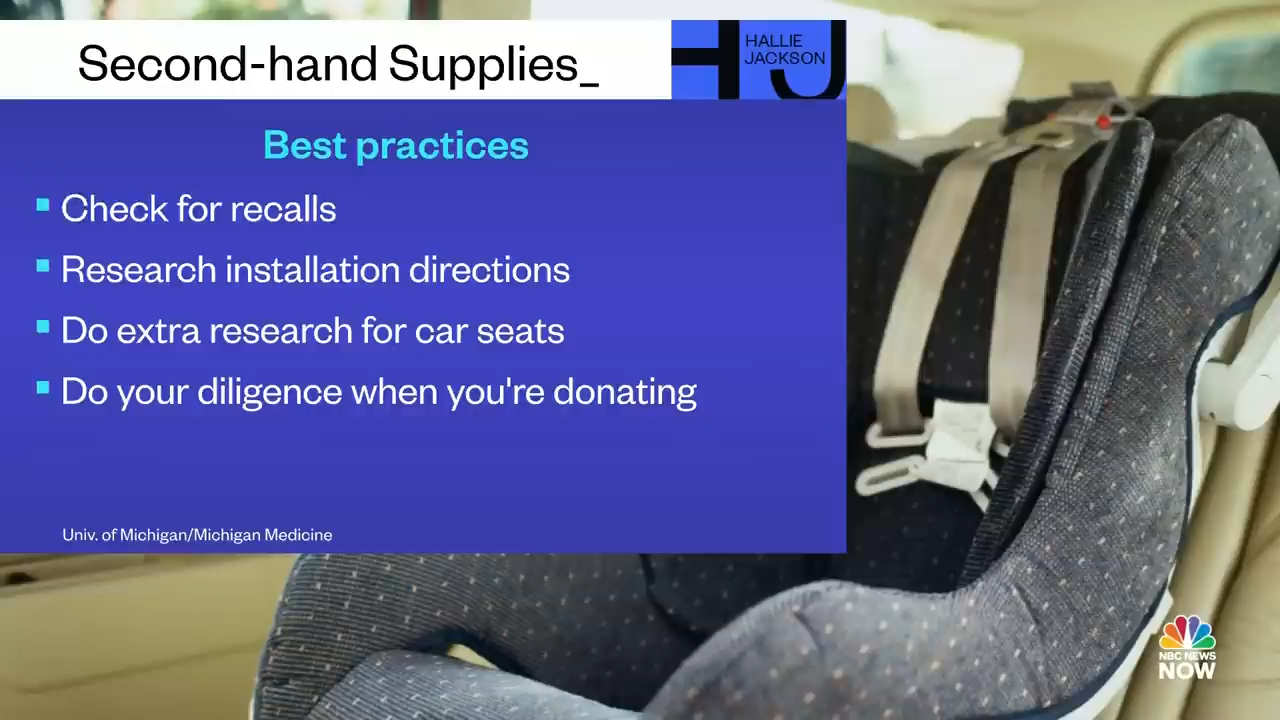 Second-hand Supplies_
HALLIE
JACKSON
HJ
Best practices
Check for recalls
Research installation directions
Do extra research for car seats
Do your diligence when you're donating
Univ. of Michigan/Michigan Medicine
NBC NEWS
NOW